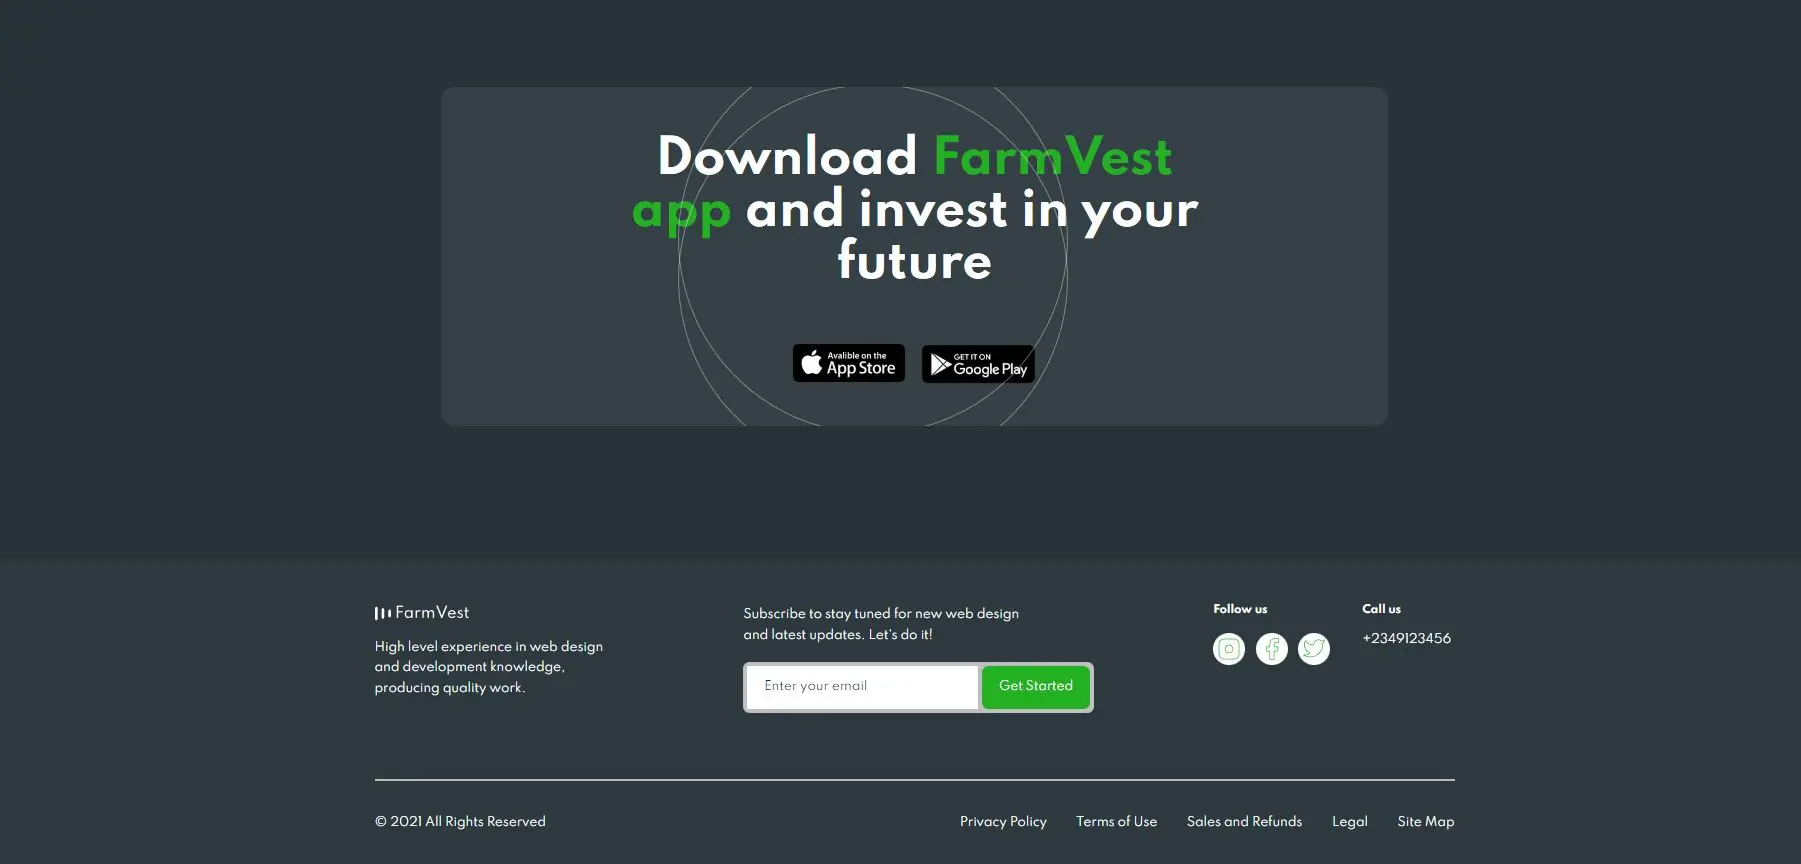 Download FarmVest
app and invest in your
future
Avalible on the
App Store
GET IT ON
Google Play
FarmVest
High level experience in web design
and development knowledge,
producing quality work.
Subscribe to stay tuned for new web design
and latest updates. Let's do it!
Enter your email
Get Started
Follow us
Call us
+2349123456
© 2021 All Rights Reserved
Privacy Policy
Terms of Use
Sales and Refunds
Legal
Site Map